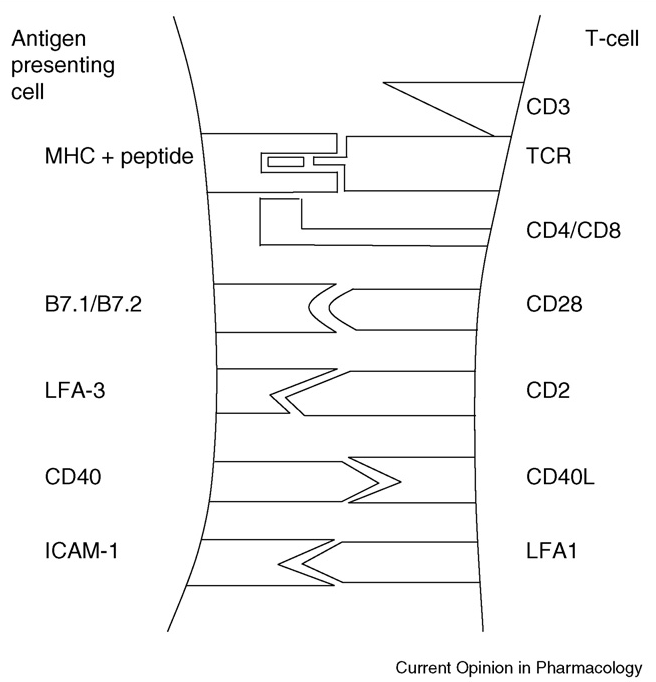 Antigen
presenting
cell
T-cell
CD3
MHC + peptide
TCR
CD4/CD8
B7.1/B7.2
CD28
LFA-3
CD2
CD40
CD40L
ICAM-1
LFA1
Current Opinion in Pharmacology